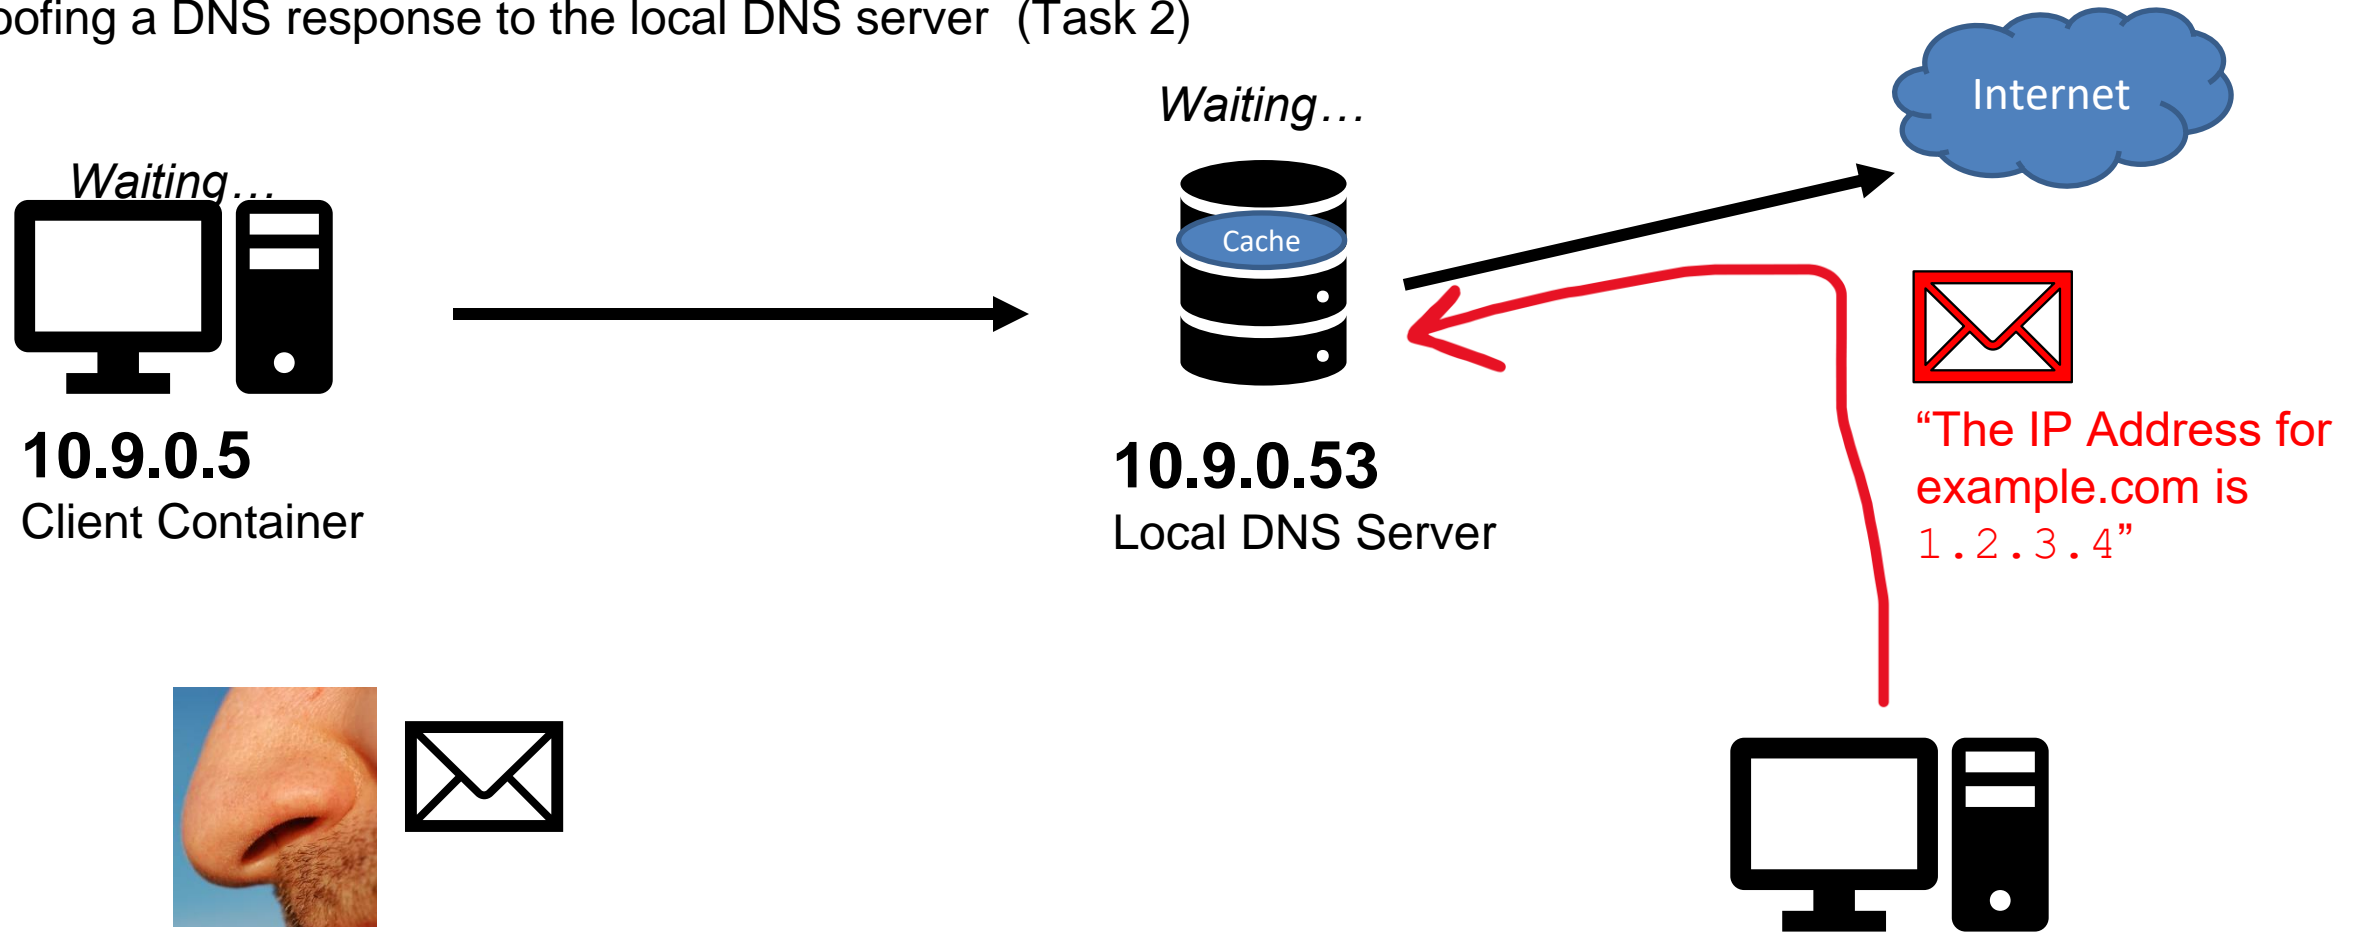 oofing a DNS response to the local DNS server (Task 2)
Waiting…
Internet
Waiting…
Cache
10.9.0.5
Client Container
10.9.0.53
Local DNS Server
“The IP Address for
example.com is
1.2.3.4”